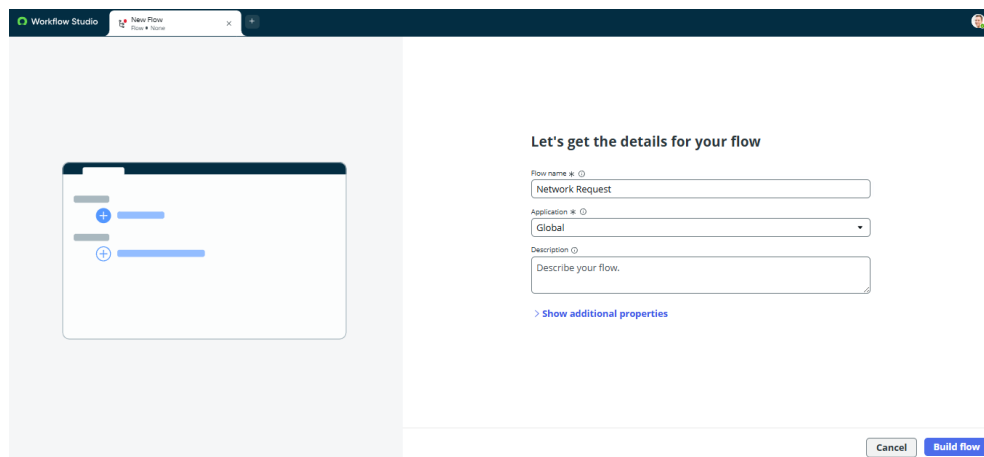 Workflow Studio
New Flow
Flow • None
Let's get the details for your flow
Flow name *
Network Request
Application *
Global
Description
Describe your flow.
Show additional properties
Cancel
Build flow